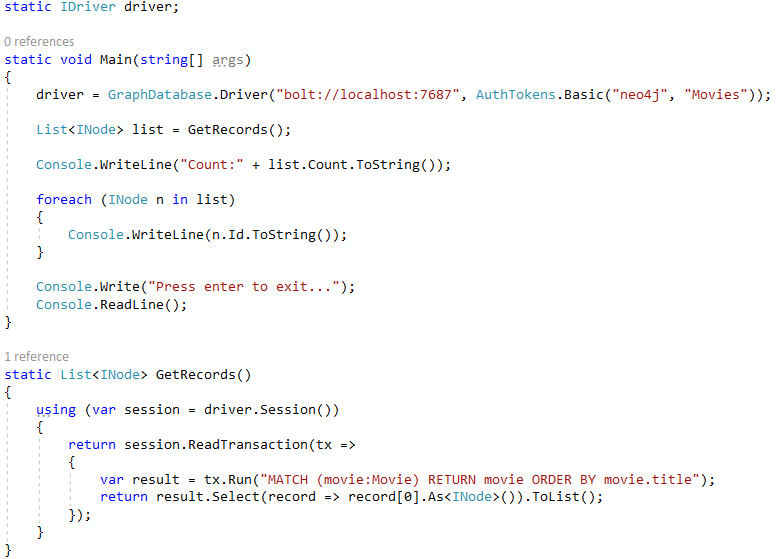 static IDriver driver;
0 references
static void Main(string[] args)
{
driver = GraphDatabase.Driver("bolt://localhost:7687", AuthTokens.Basic("neo4j", "Movies"));
List<INode> list = GetRecords();
Console.WriteLine("Count:" + list.Count.ToString());
foreach (INode n in list)
{
Console.WriteLine(n.Id.ToString());
}
Console.Write("Press enter to exit...");
Console.ReadLine();
}
1 reference
static List<INode> GetRecords()
{
using (var session = driver.Session())
{
return session.ReadTransaction(tx =>
{
var result = tx.Run("MATCH (movie:Movie) RETURN movie ORDER BY movie.title");
return result.Select(record => record[0].As<INode>()).ToList();
});
}
}